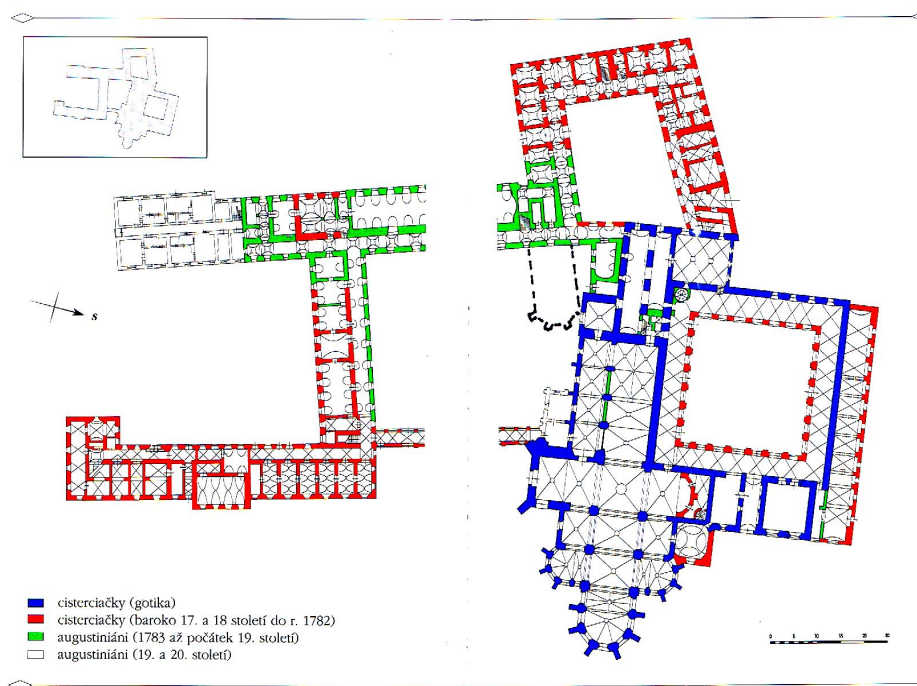 s
cisterciačky (gotika)
cisterciačky (baroko 17. a 18 století do r. 1782)
augustiniáni (1783 až počátek 19. století)
augustiniáni (19. a 20. století)
0 5 10 15 20 30